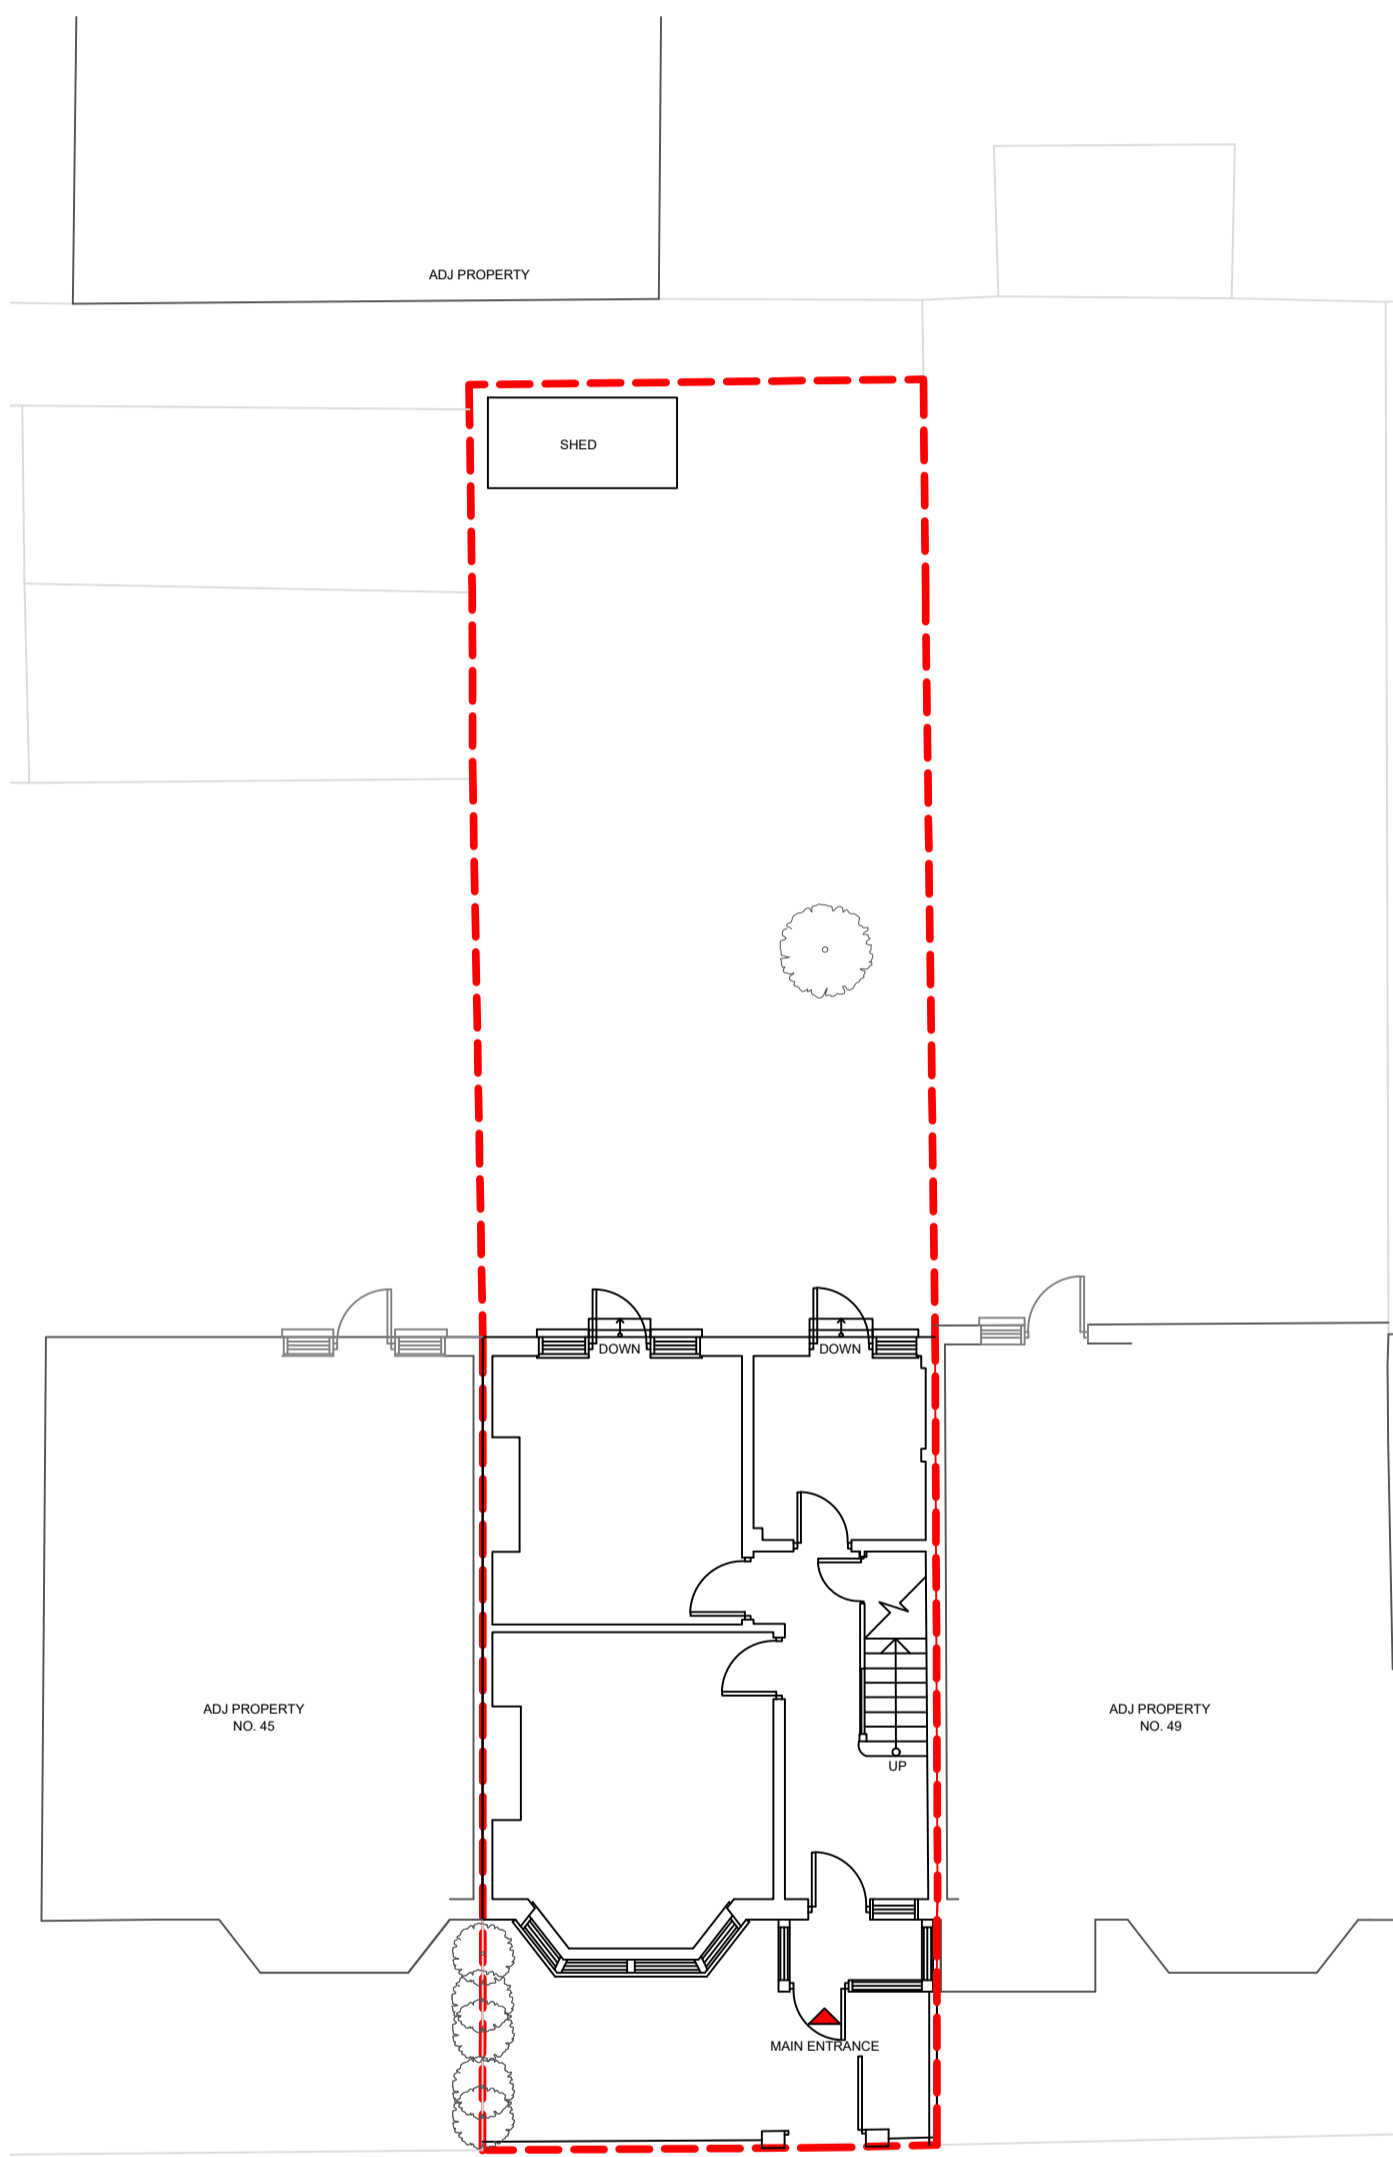 ADJ PROPERTY
SHED
DOWN
DOWN
ADJ PROPERTY
NO. 45
ADJ PROPERTY
NO. 49
UP
MAIN ENTRANCE